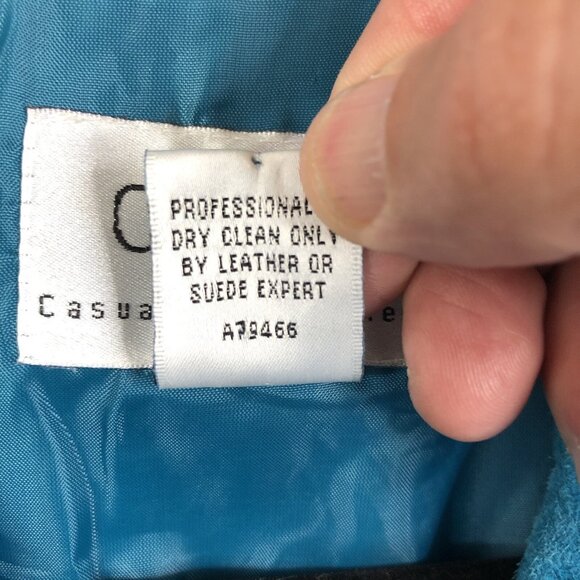 PROFESSIONAL
DRY CLEAN ONLY
BY LEATHER OR
SUEDE EXPERT
A79466